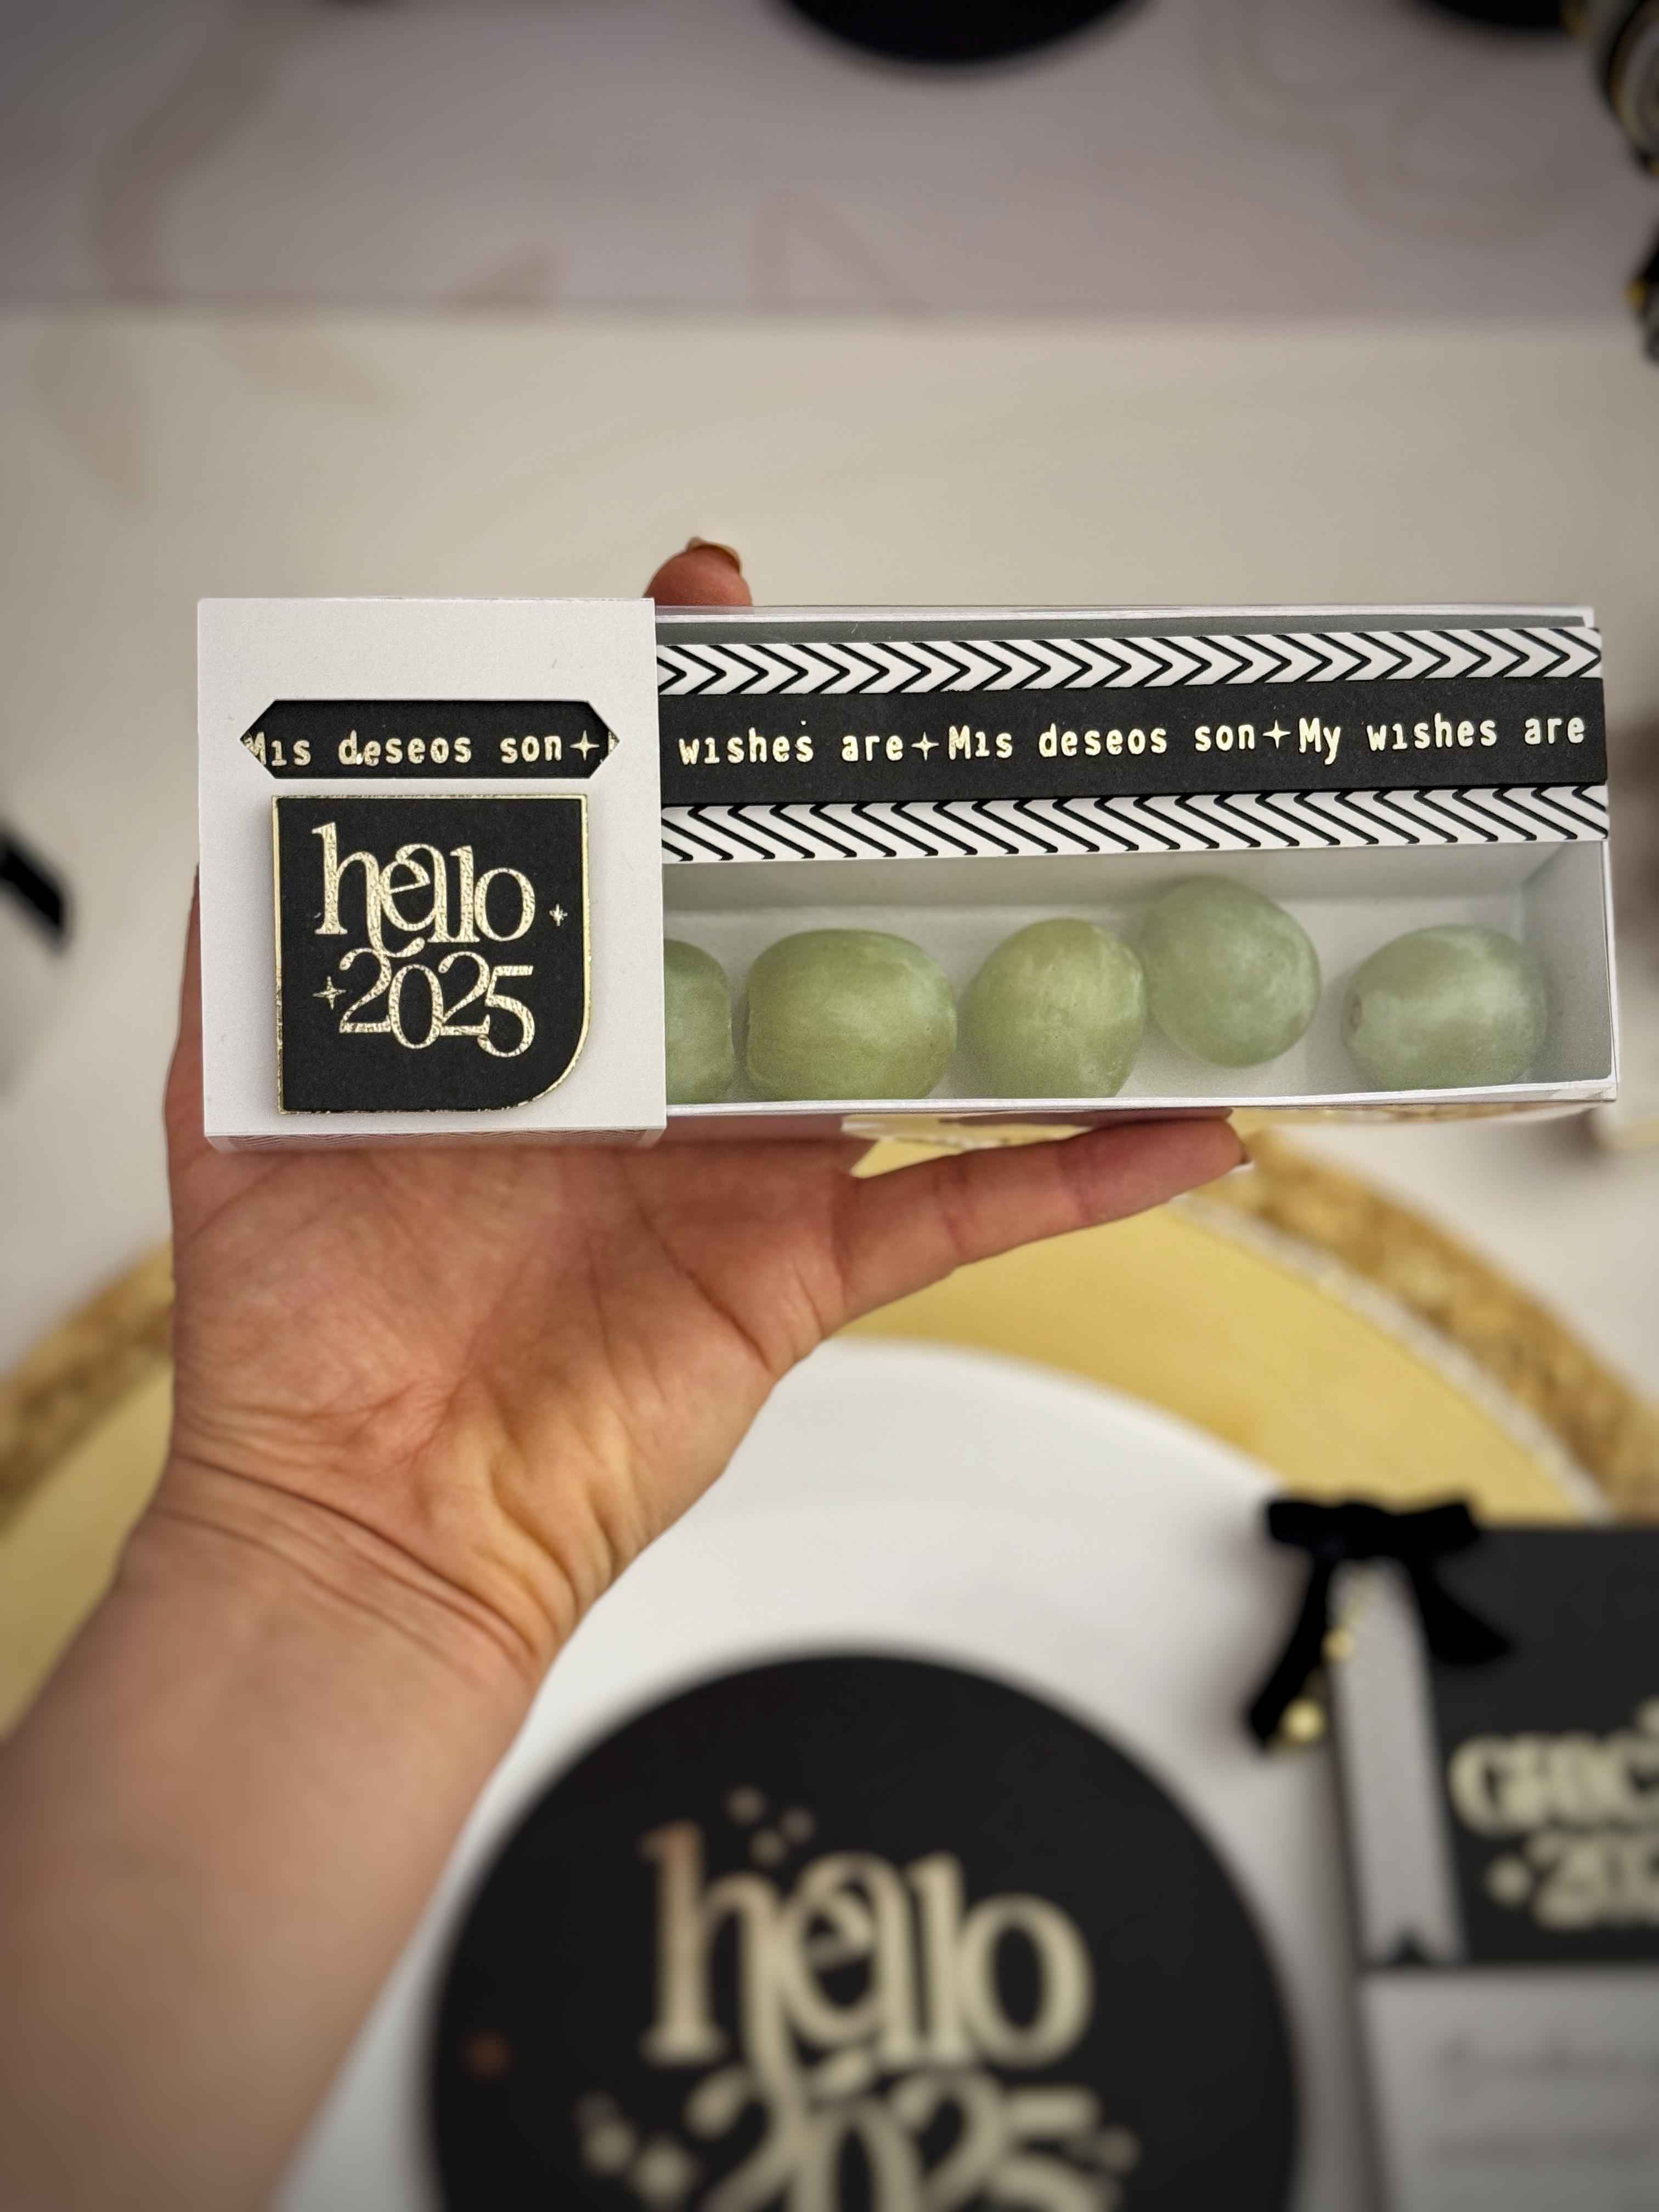 Mis deseos son
wishes are Mis deseos son My wishes are
hello
2025
hello
2025